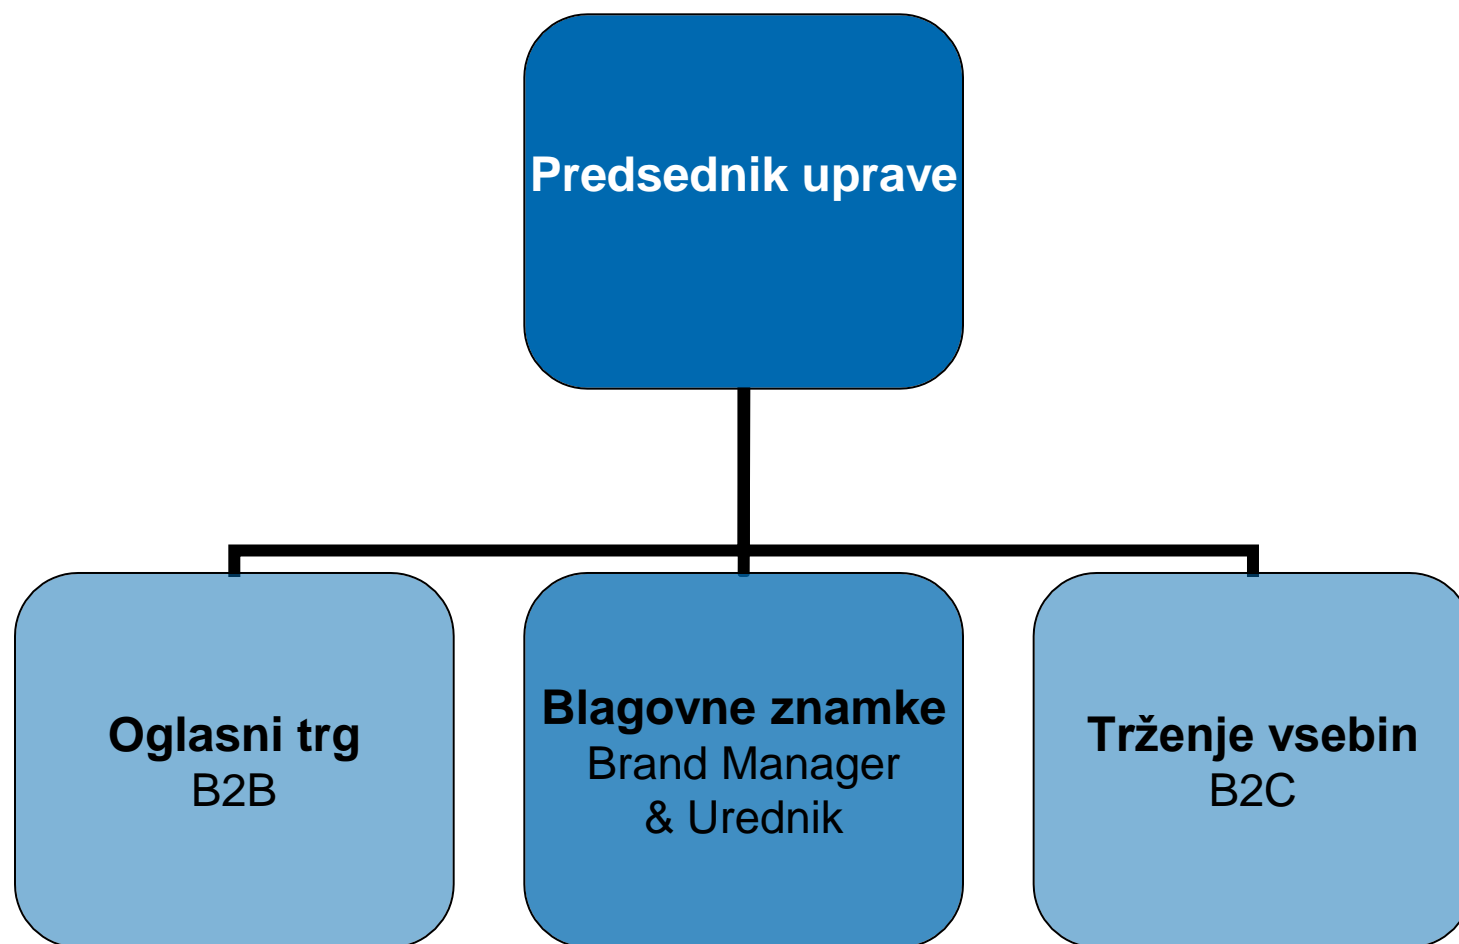 Predsednik uprave
Oglasni trg
B2B
Blagovne znamke
Brand Manager
& Urednik
Trženje vsebin
B2C